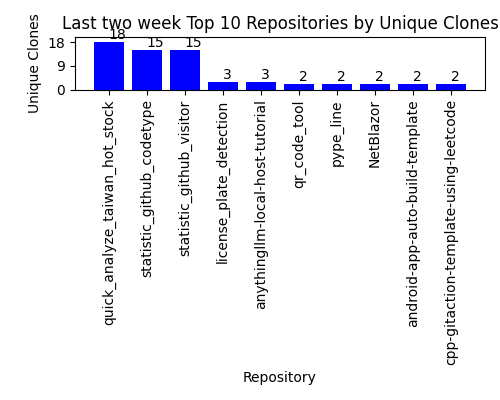 Last two week Top 10 Repositories by Unique Clones
Unique Clones
18
9
0
18
15
15
3
3
2
2
2
2
2
quick_analyze_taiwan_hot_stock
statistic_github_codetype
statistic_github_visitor
license_plate_detection
anythingllm-local-host-tutorial
qr_code_tool
pype_line
NetBlazor
android-app-auto-build-template
cpp-gitaction-template-using-leetcode
Repository